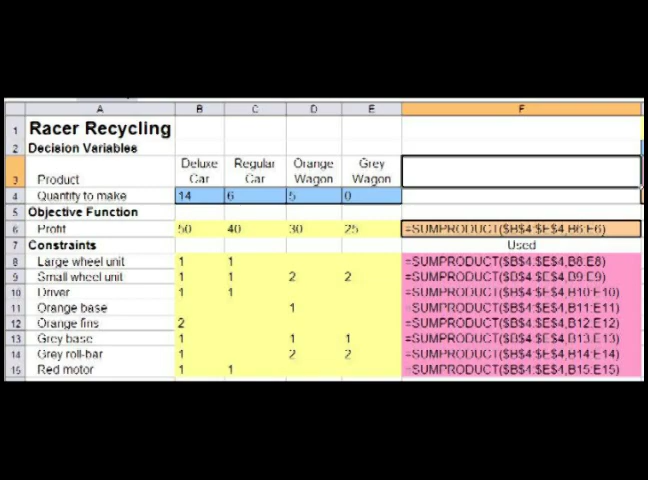 A B C D E F
1 Racer Recycling
2 Decision Variables
Deluxe Regular Orange Grey
3 Product Car Car Wagon Wagon
4 Quantity to make 14 6 5 0
5 Objective Function
6 Profit 50 40 30 25 =SUMPRODUCT($B$4:$E$4,B6:E6)
7 Constraints Used
8 Large wheel unit 1 1 =SUMPRODUCT($B$4:$E$4,B8:E8)
9 Small wheel unit 1 1 2 2 =SUMPRODUCT($B$4:$E$4,B9:E9)
10 Driver 1 1 =SUMPRODUCT($B$4:$E$4,B10:E10)
11 Orange base 1 =SUMPRODUCT($B$4:$E$4,B11:E11)
12 Orange fins 2 =SUMPRODUCT($B$4:$E$4,B12:E12)
13 Grey base 1 1 1 =SUMPRODUCT($B$4:$E$4,B13:E13)
14 Grey roll-bar 1 2 2 =SUMPRODUCT($B$4:$E$4,B14:E14)
15 Red motor 1 1 =SUMPRODUCT($B$4:$E$4,B15:E15)